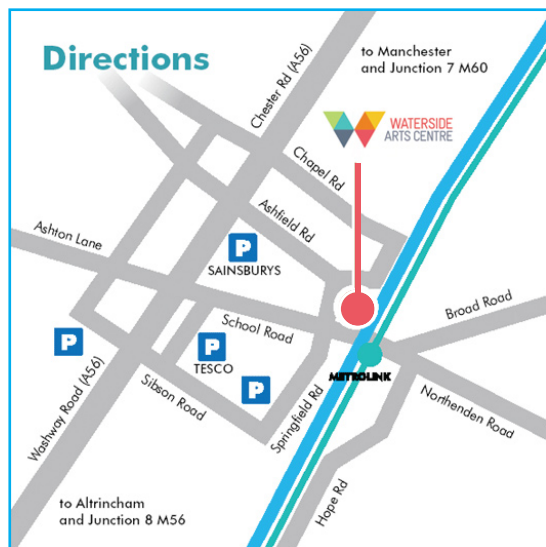 Directions
to Manchester
and Junction 7 M60
Chester Rd (A56)
WATERSIDE
ARTS CENTRE
Chapel Rd
Ashfield Rd
Ashton Lane
P
SAINSBURYS
Broad Road
School Road
P
P
TESCO
METROLINK
P
Washway Road (A56)
Sibson Road
Springfield Rd
Northenden Road
Hope Rd
to Altrincham
and Junction 8 M56